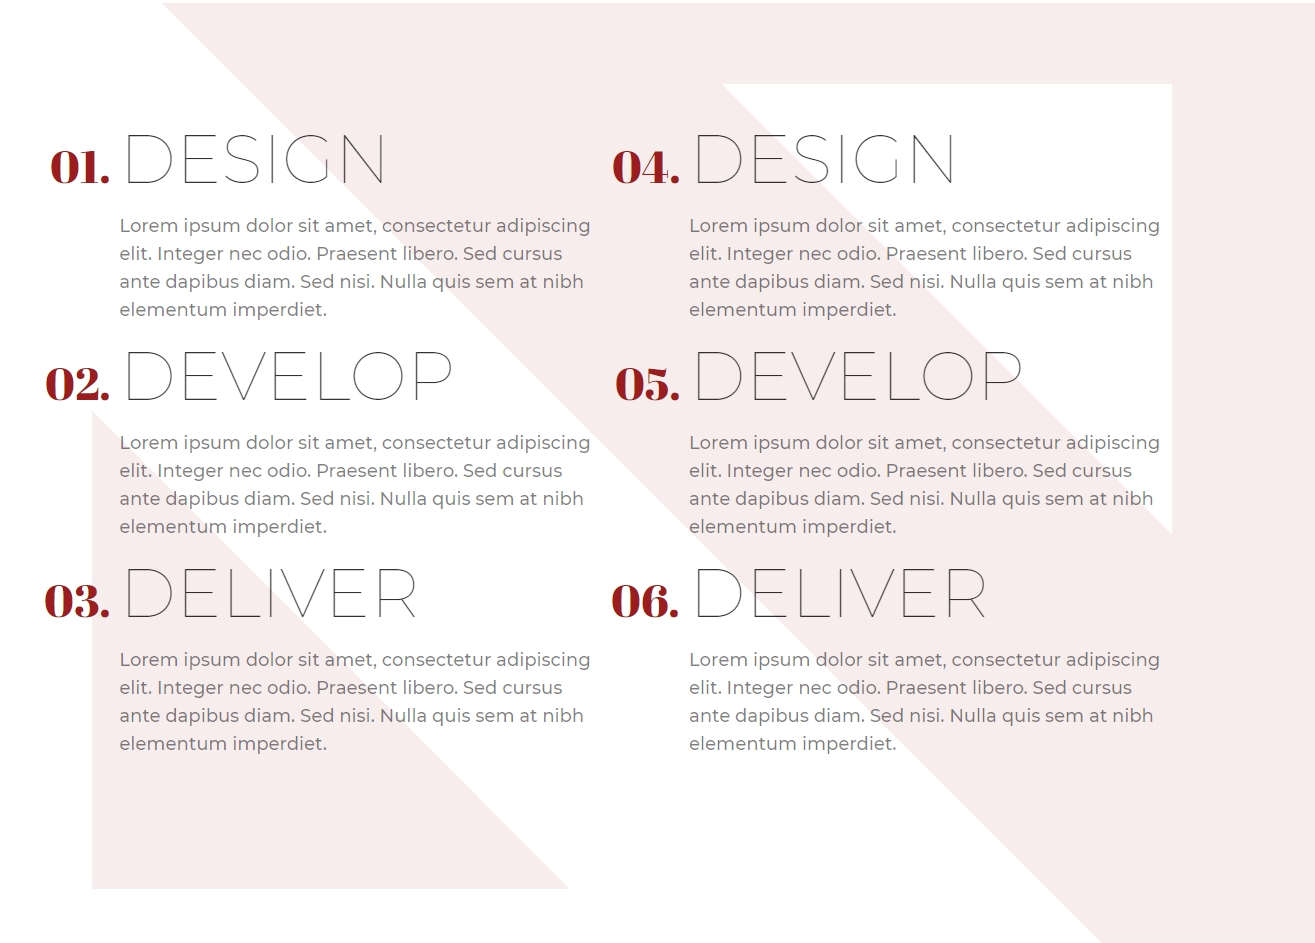 01. DESIGN
Lorem ipsum dolor sit amet, consectetur adipiscing
elit. Integer nec odio. Praesent libero. Sed cursus
ante dapibus diam. Sed nisi. Nulla quis sem at nibh
elementum imperdiet.
02. DEVELOP
Lorem ipsum dolor sit amet, consectetur adipiscing
elit. Integer nec odio. Praesent libero. Sed cursus
ante dapibus diam. Sed nisi. Nulla quis sem at nibh
elementum imperdiet.
03. DELIVER
Lorem ipsum dolor sit amet, consectetur adipiscing
elit. Integer nec odio. Praesent libero. Sed cursus
ante dapibus diam. Sed nisi. Nulla quis sem at nibh
elementum imperdiet.
04. DESIGN
Lorem ipsum dolor sit amet, consectetur adipiscing
elit. Integer nec odio. Praesent libero. Sed cursus
ante dapibus diam. Sed nisi. Nulla quis sem at nibh
elementum imperdiet.
05. DEVELOP
Lorem ipsum dolor sit amet, consectetur adipiscing
elit. Integer nec odio. Praesent libero. Sed cursus
ante dapibus diam. Sed nisi. Nulla quis sem at nibh
elementum imperdiet.
06. DELIVER
Lorem ipsum dolor sit amet, consectetur adipiscing
elit. Integer nec odio. Praesent libero. Sed cursus
ante dapibus diam. Sed nisi. Nulla quis sem at nibh
elementum imperdiet.